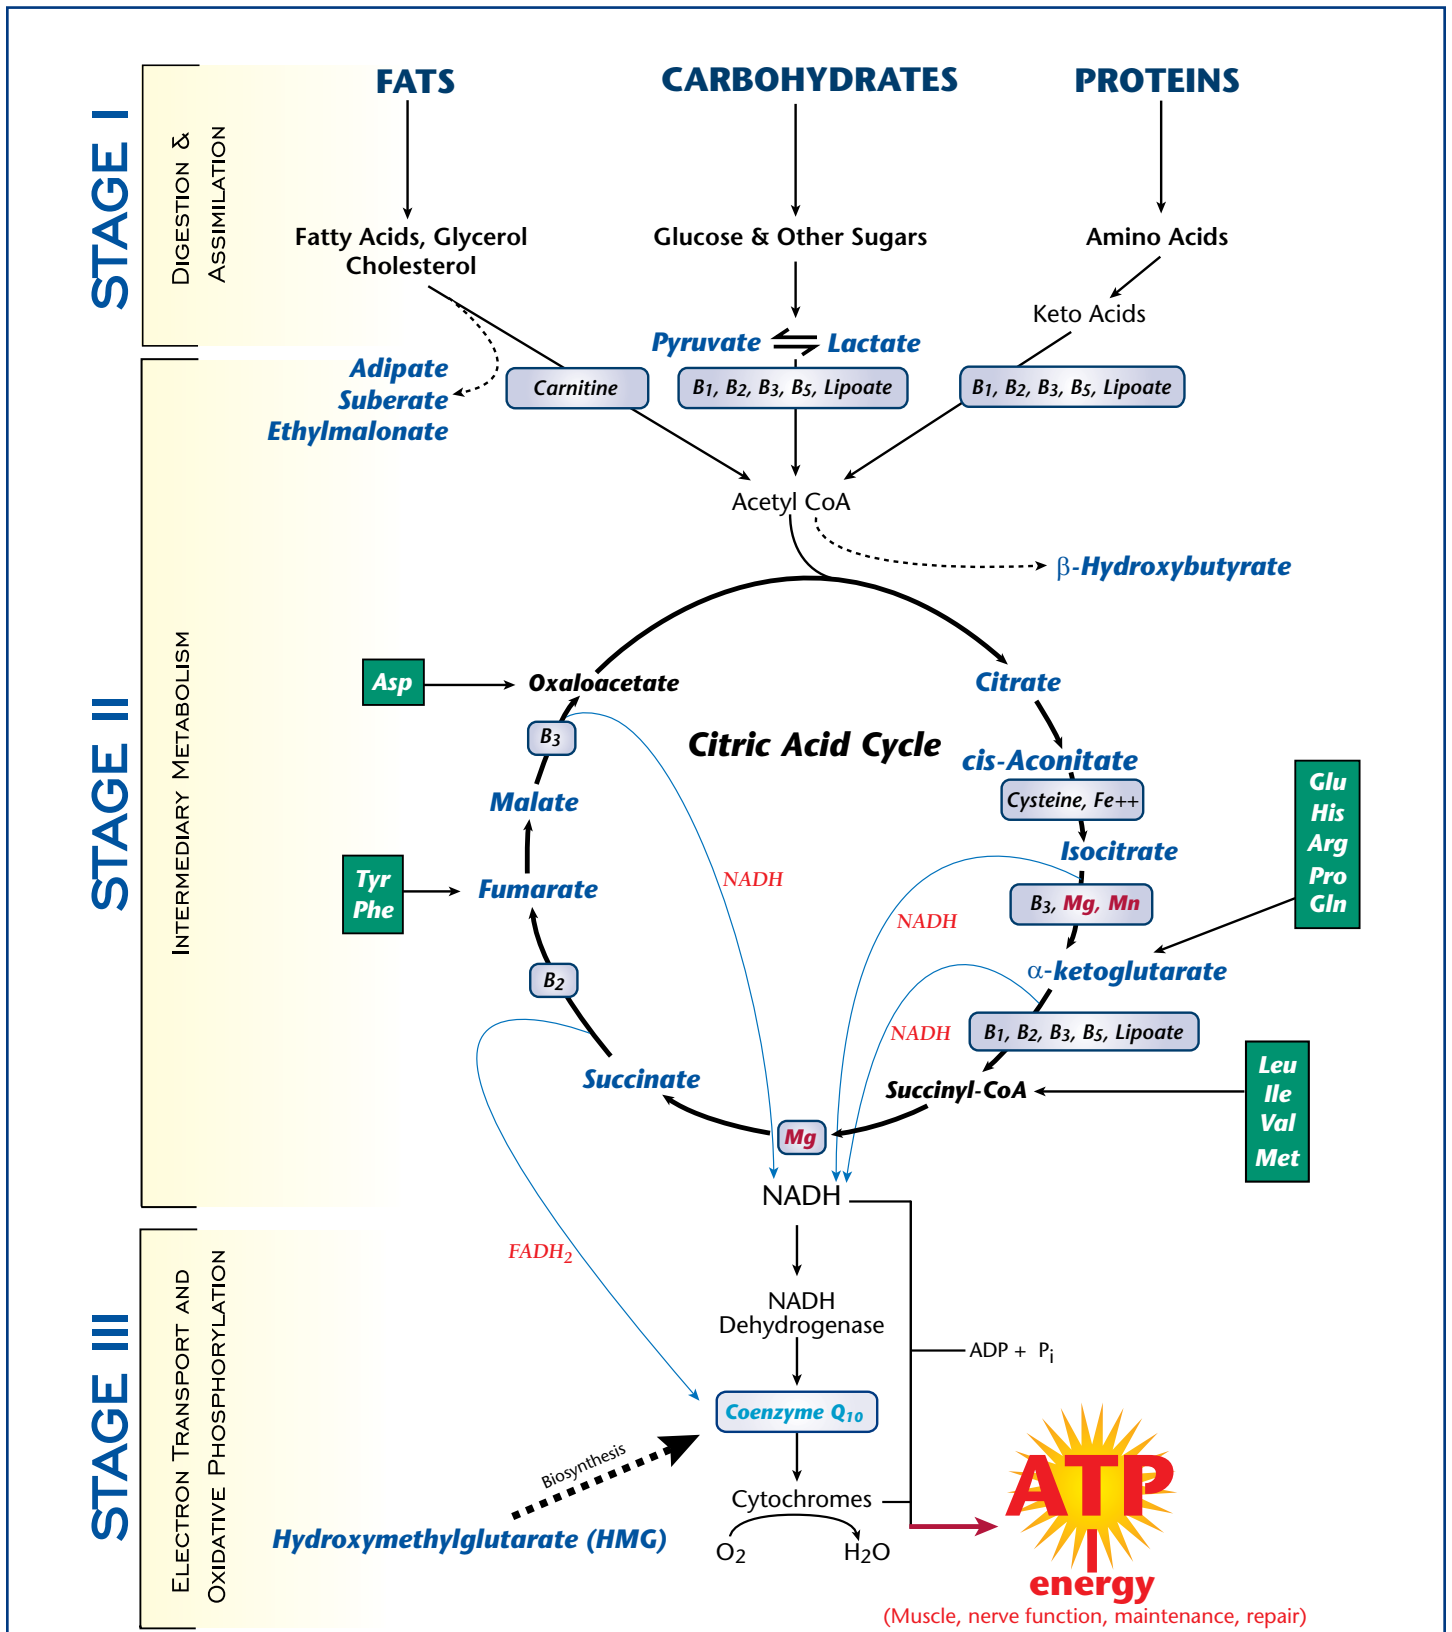 STAGE I
DIGESTION &
ASSIMILATION
FATS
CARBOHYDRATES
PROTEINS
Fatty Acids, Glycerol
Cholesterol
Glucose & Other Sugars
Amino Acids
Keto Acids
Pyruvate
Lactate
STAGE II
INTERMEDIARY METABOLISM
Adipate
Suberate
Ethylmalonate
Carnitine
B1, B2, B3, B5, Lipoate
B1, B2, B3, B5, Lipoate
Acetyl CoA
β-Hydroxybutyrate
Asp
Oxaloacetate
Citrate
B3
Citric Acid Cycle
cis-Aconitate
Cysteine, Fe++
Malate
Isocitrate
Glu
His
Arg
Pro
Gln
Tyr
Phe
Fumarate
NADH
NADH
B3, Mg, Mn
α-ketoglutarate
B2
NADH
B1, B2, B3, B5, Lipoate
Succinate
Succinyl-CoA
Leu
Ile
Val
Met
Mg
NADH
STAGE III
ELECTRON TRANSPORT AND
OXIDATIVE PHOSPHORYLATION
FADH2
NADH
Dehydrogenase
ADP + Pi
Coenzyme Q10
Biosynthesis
Cytochromes
Hydroxymethylglutarate (HMG)
O2
H2O
ATP
energy
(Muscle, nerve function, maintenance, repair)